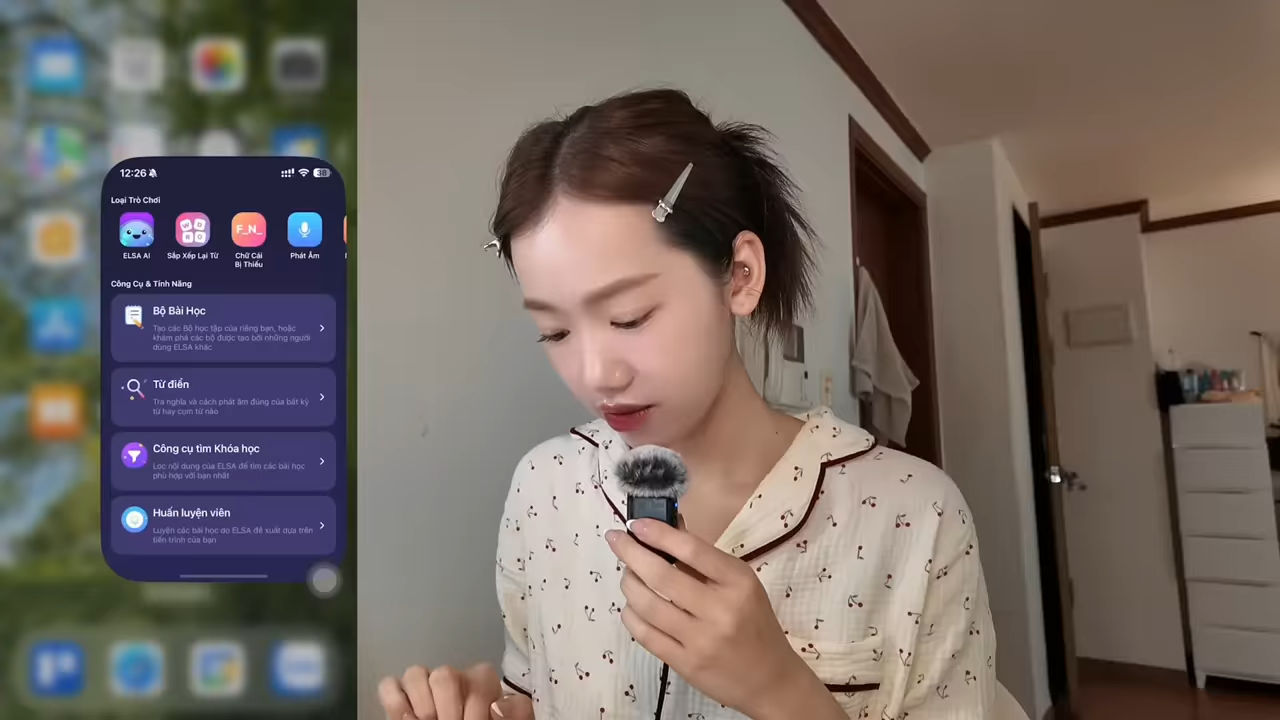 12:26
38
Loại Trò Chơi
W O
R D
F_N_
ELSA AI
Sắp Xếp Lại Từ
Chữ Cái
Bị Thiếu
Phát Âm
Công Cụ & Tính Năng
Bộ Bài Học
Tạo các Bộ học tập của riêng bạn, hoặc
khám phá các bộ được tạo bởi những người
dùng ELSA khác
Từ điển
Tra nghĩa và cách phát âm đúng của bất kỳ
từ hay cụm từ nào
Công cụ tìm Khóa học
Lọc nội dung của ELSA để tìm các bài học
phù hợp với bạn nhất
Huấn luyện viên
Luyện các bài học do ELSA đề xuất dựa trên
tiến trình của bạn